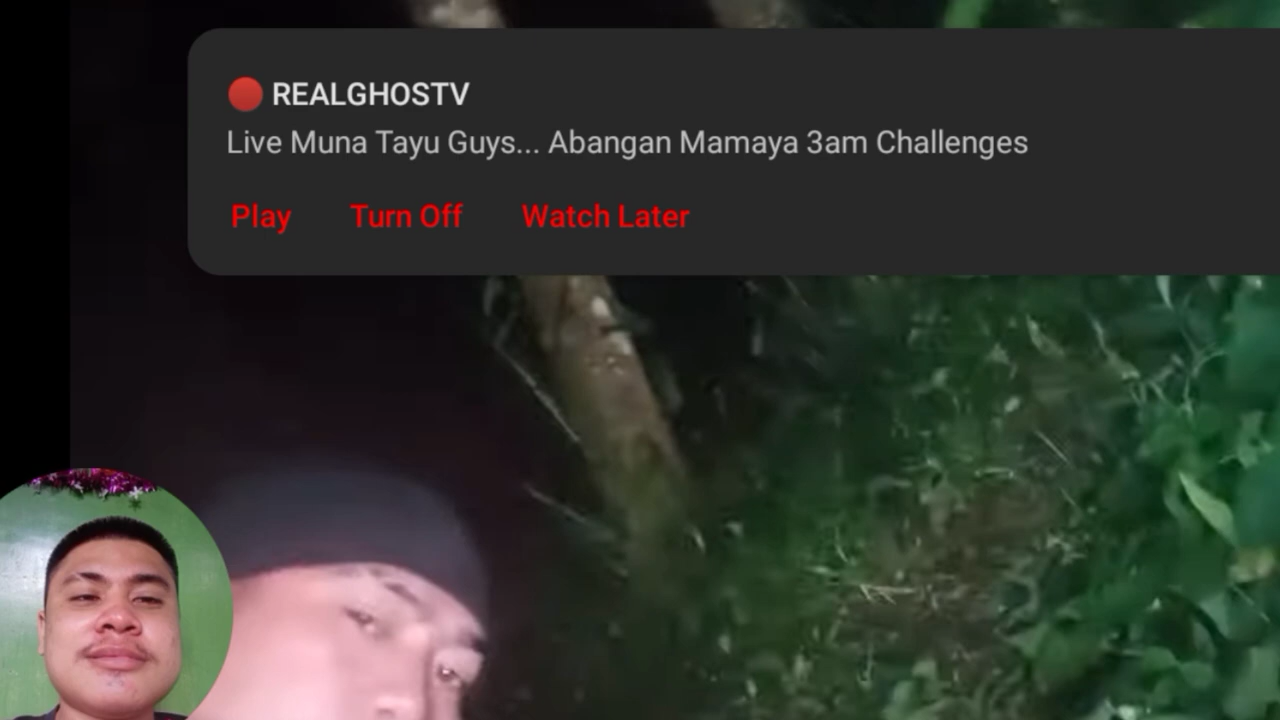 🔴 REALGHOSTV
Live Muna Tayu Guys... Abangan Mamaya 3am Challenges
Play Turn Off Watch Later